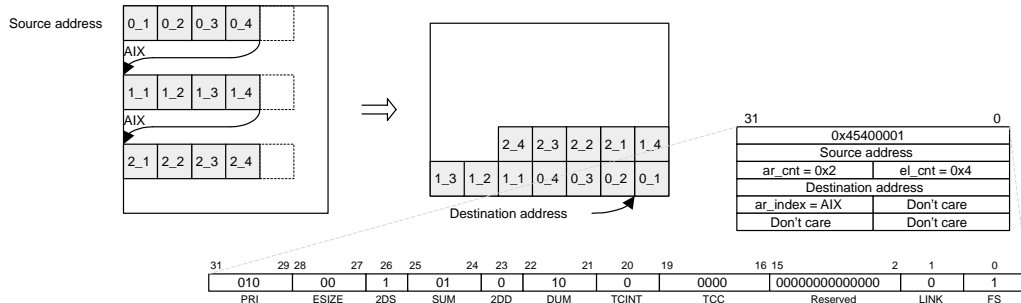 Source address
0_1 0_2 0_3 0_4
AIX
1_1 1_2 1_3 1_4
AIX
2_1 2_2 2_3 2_4
2_4 2_3 2_2 2_1 1_4
1_3 1_2 1_1 0_4 0_3 0_2 0_1
Destination address
31 0
0x45400001
Source address
ar_cnt = 0x2 el_cnt = 0x4
Destination address
ar_index = AIX Don't care
Don't care Don't care
31 29 28 27 26 25 24 23 22 21 20 19 16 15 2 1 0
010 00 1 01 0 10 0 0000 00000000000000 0 1
PRI ESIZE 2DS SUM 2DD DUM TCINT TCC Reserved LINK FS